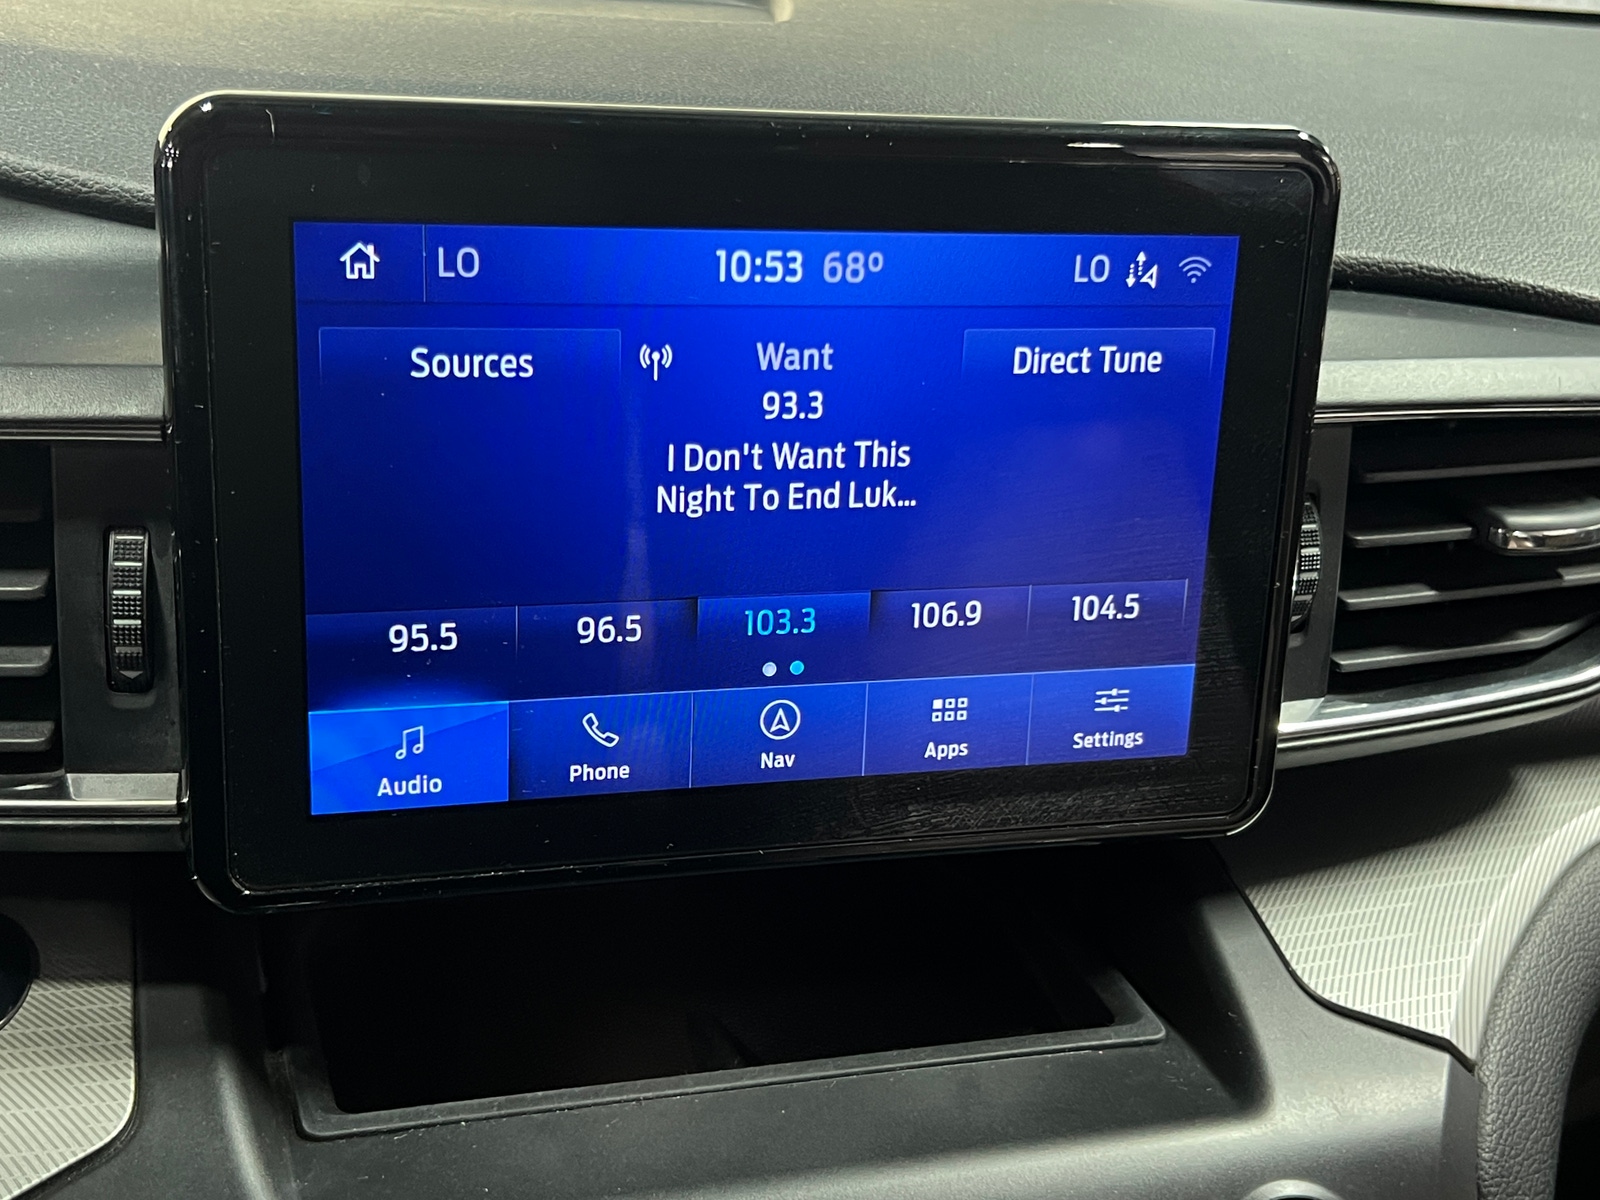 LO 10:53 68° LO
Sources Want Direct Tune
93.3
I Don't Want This
Night To End Luk...
95.5 96.5 103.3 106.9 104.5
Audio Phone Nav Apps Settings